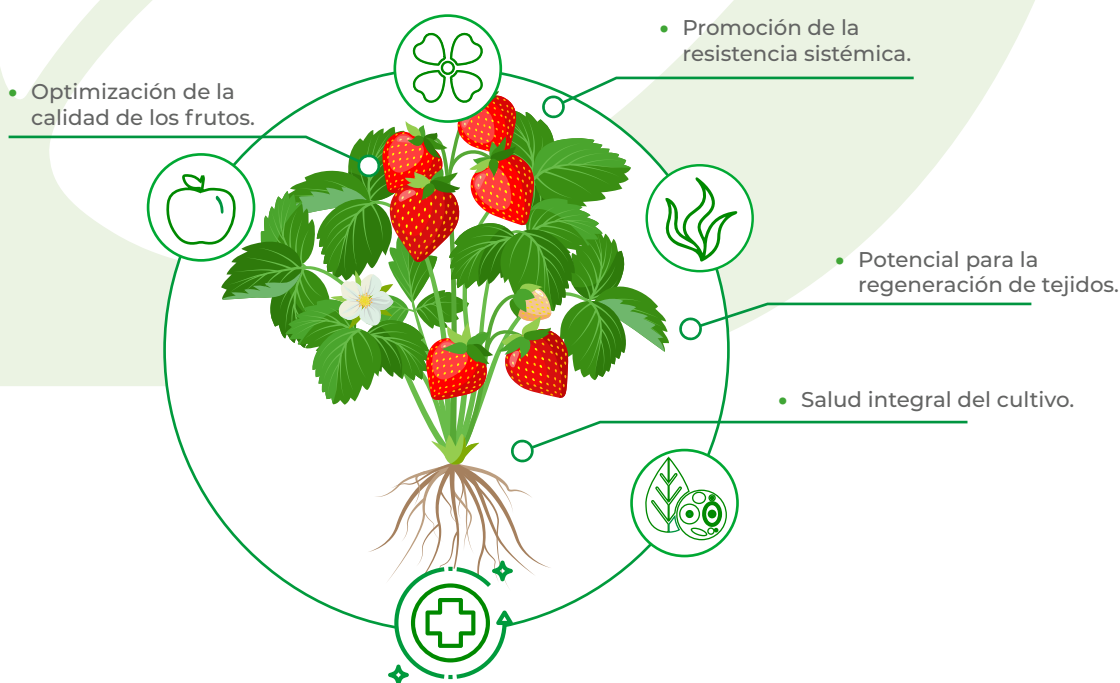 • Promoción de la
resistencia sistémica.
• Optimización de la
calidad de los frutos.
• Potencial para la
regeneración de tejidos.
• Salud integral del cultivo.